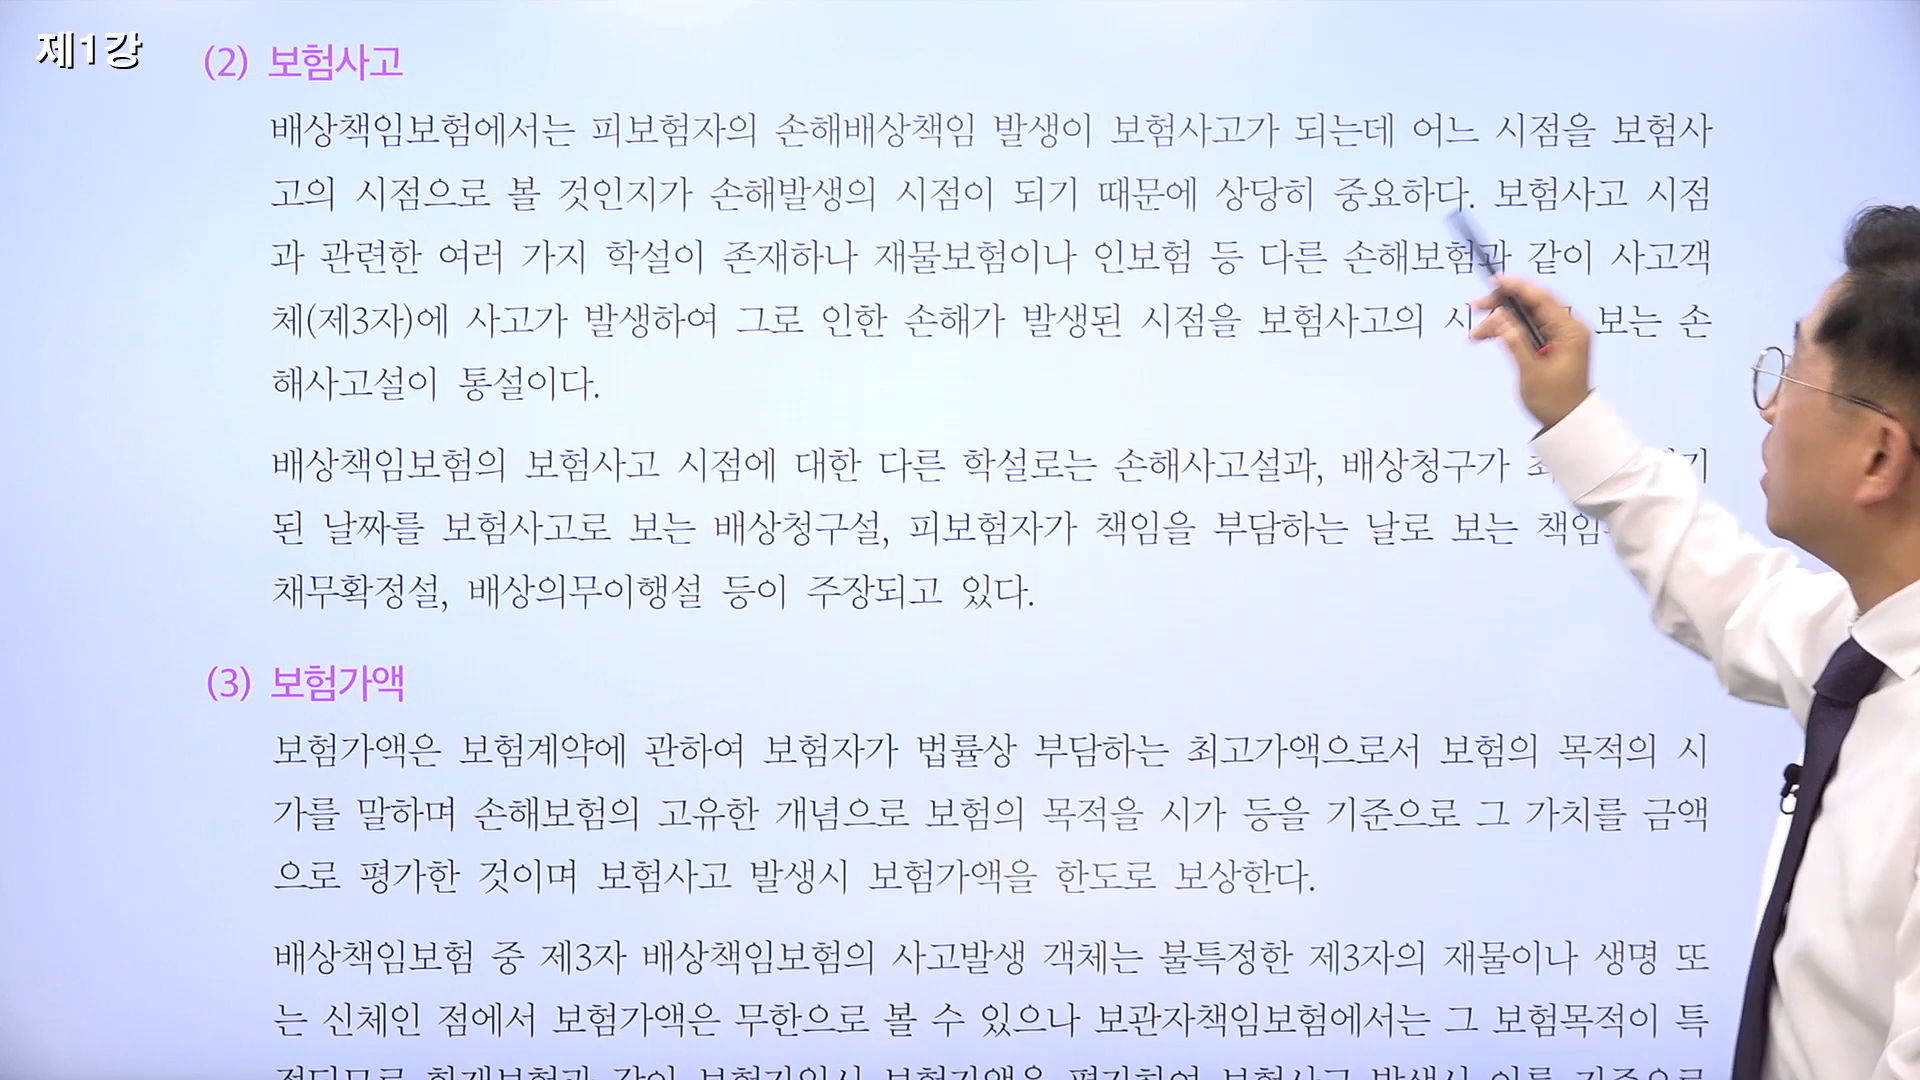 제1강
(2) 보험사고
배상책임보험에서는 피보험자의 손해배상책임 발생이 보험사고가 되는데 어느 시점을 보험사
고의 시점으로 볼 것인지가 손해발생의 시점이 되기 때문에 상당히 중요하다. 보험사고 시점
과 관련한 여러 가지 학설이 존재하나 재물보험이나 인보험 등 다른 손해보험과 같이 사고객
체(제3자)에 사고가 발생하여 그로 인한 손해가 발생된 시점을 보험사고의 보는 손
해사고설이 통설이다.
배상책임보험의 보험사고 시점에 대한 다른 학설로는 손해사고설과, 배상청구가
된 날짜를 보험사고로 보는 배상청구설, 피보험자가 책임을 부담하는 날로 보는 책임
채무확정설, 배상의무이행설 등이 주장되고 있다.
(3) 보험가액
보험가액은 보험계약에 관하여 보험자가 법률상 부담하는 최고가액으로서 보험의 목적의 시
가를 말하며 손해보험의 고유한 개념으로 보험의 목적을 시가 등을 기준으로 그 가치를 금액
으로 평가한 것이며 보험사고 발생시 보험가액을 한도로 보상한다.
배상책임보험 중 제3자 배상책임보험의 사고발생 객체는 불특정한 제3자의 재물이나 생명 또
는 신체인 점에서 보험가액은 무한으로 볼 수 있으나 보관자책임보험에서는 그 보험목적이 특